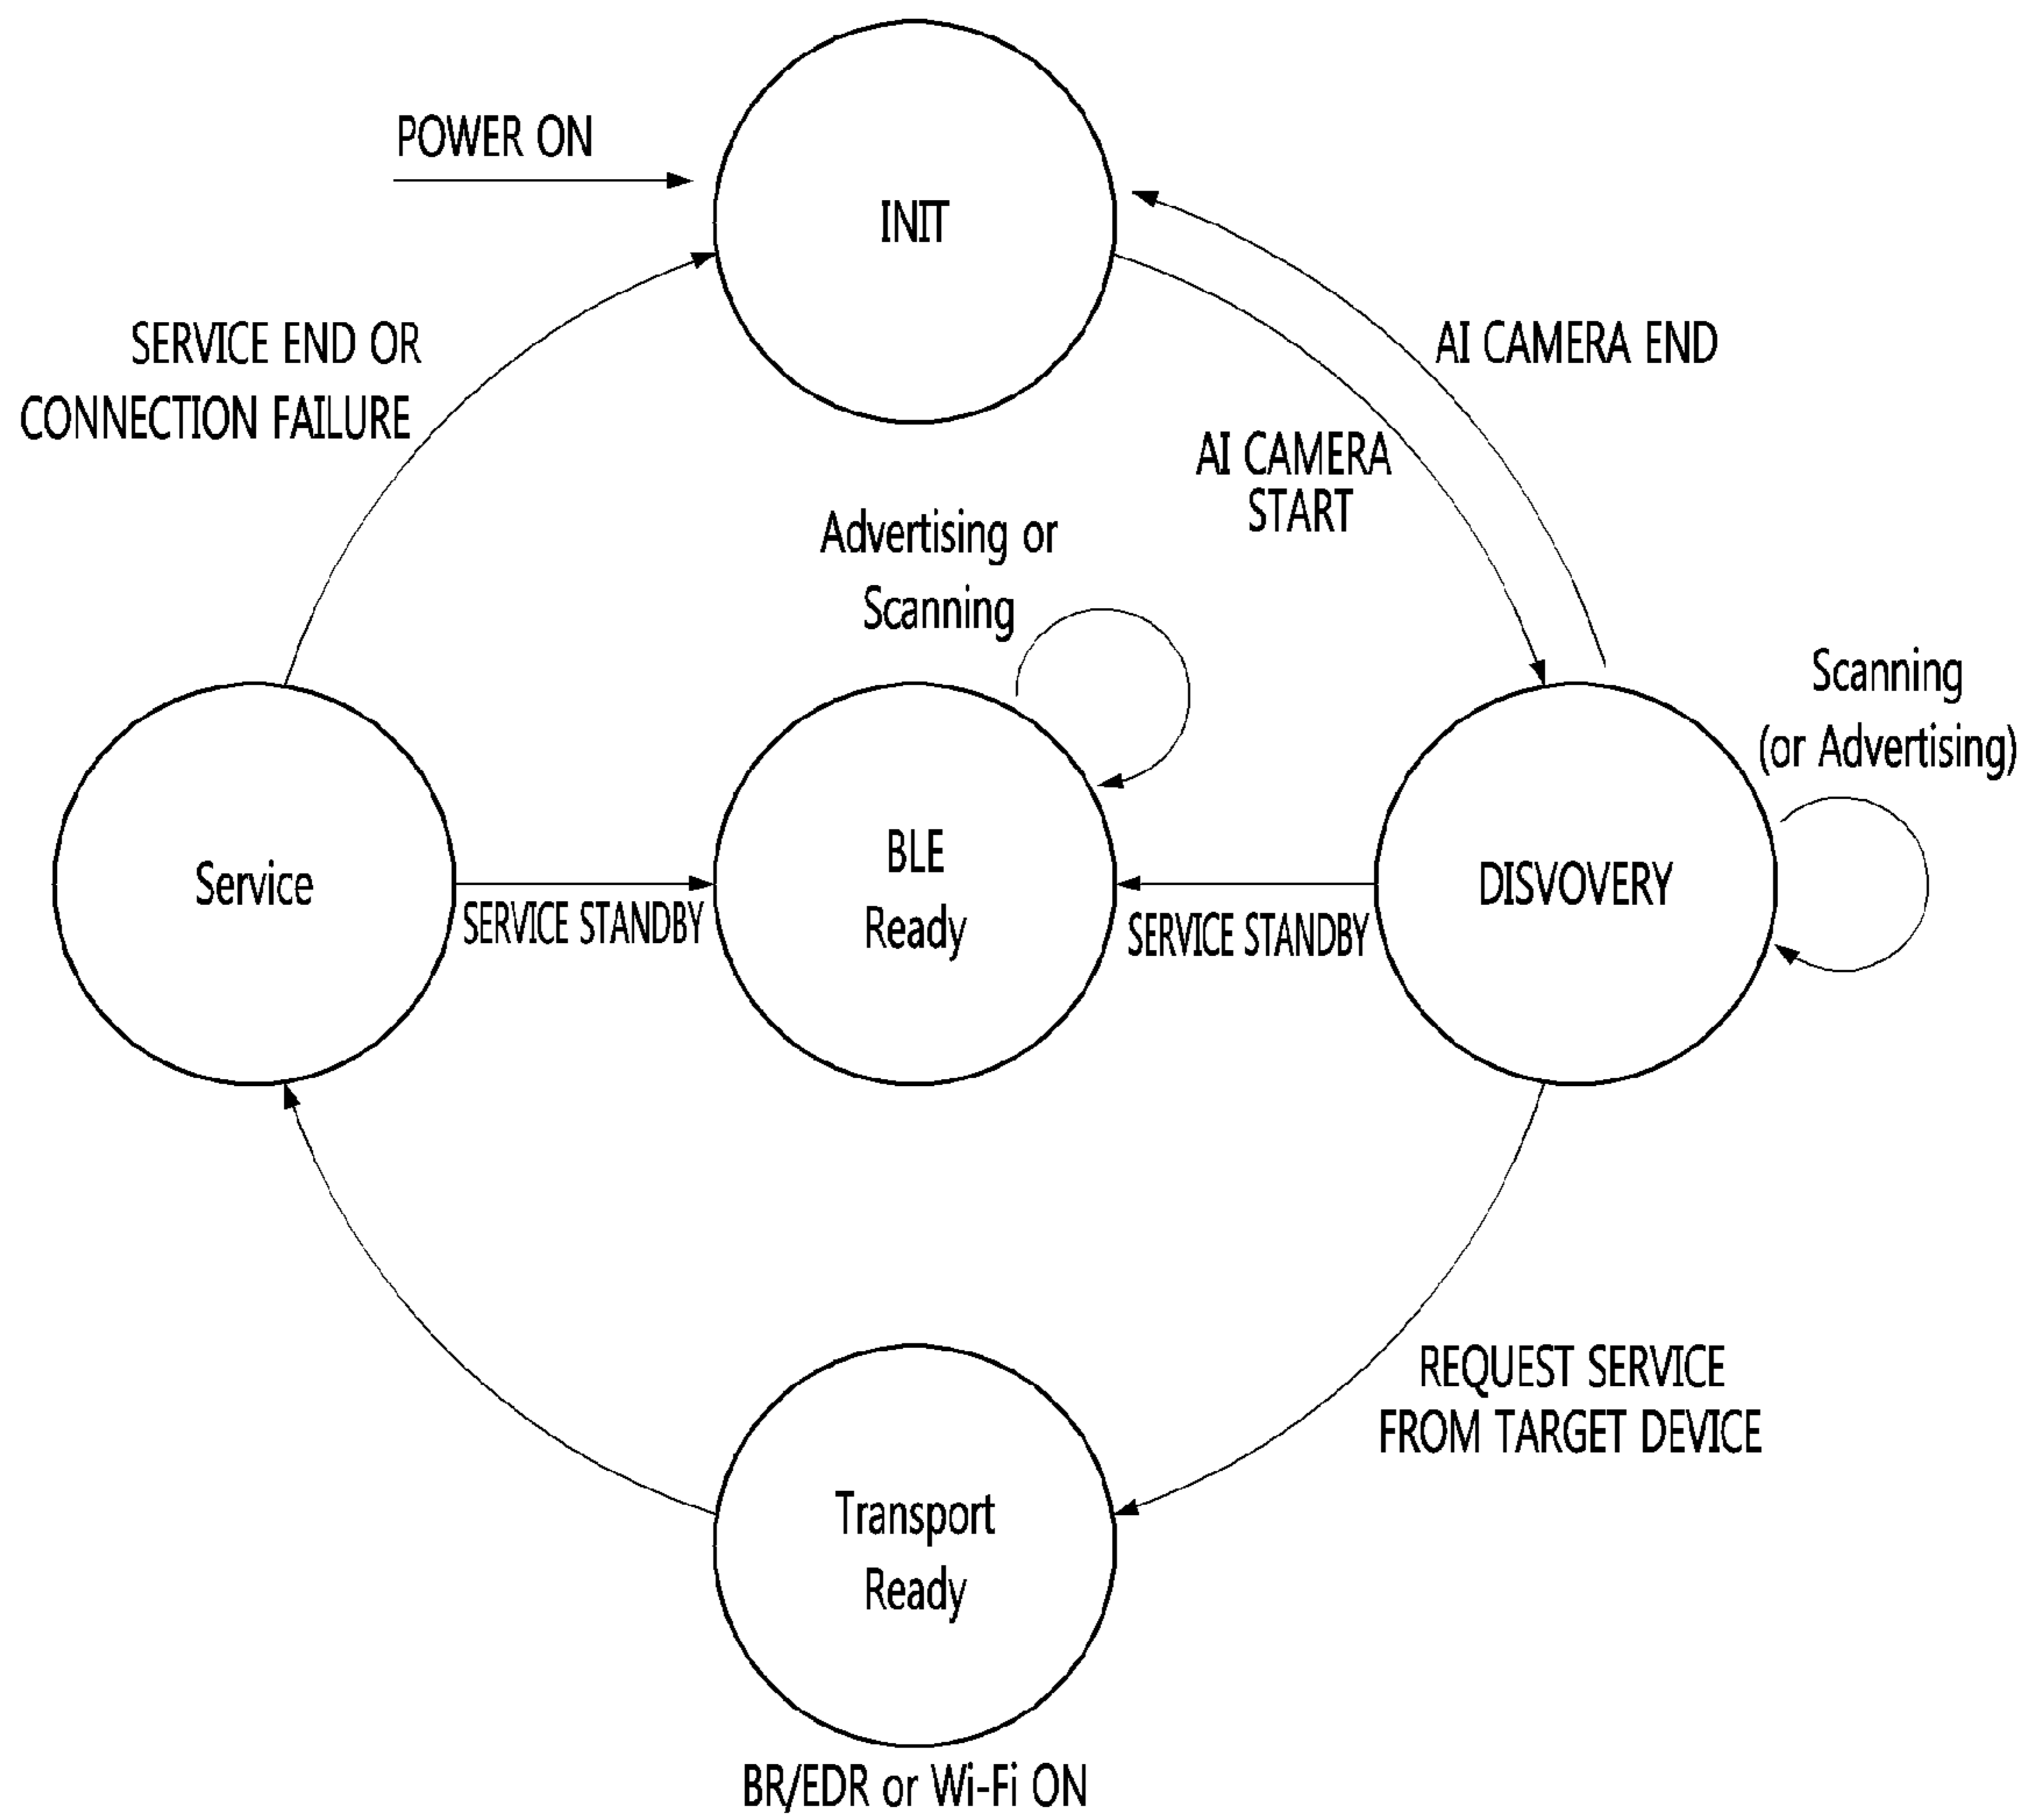 POWER ON
INIT
SERVICE END OR
CONNECTION FAILURE
AI CAMERA END
AI CAMERA
START
Advertising or
Scanning
Scanning
(or Advertising)
Service
SERVICE STANDBY
BLE
Ready
SERVICE STANDBY
DISVOVERY
REQUEST SERVICE
FROM TARGET DEVICE
Transport
Ready
BR/EDR or Wi-Fi ON